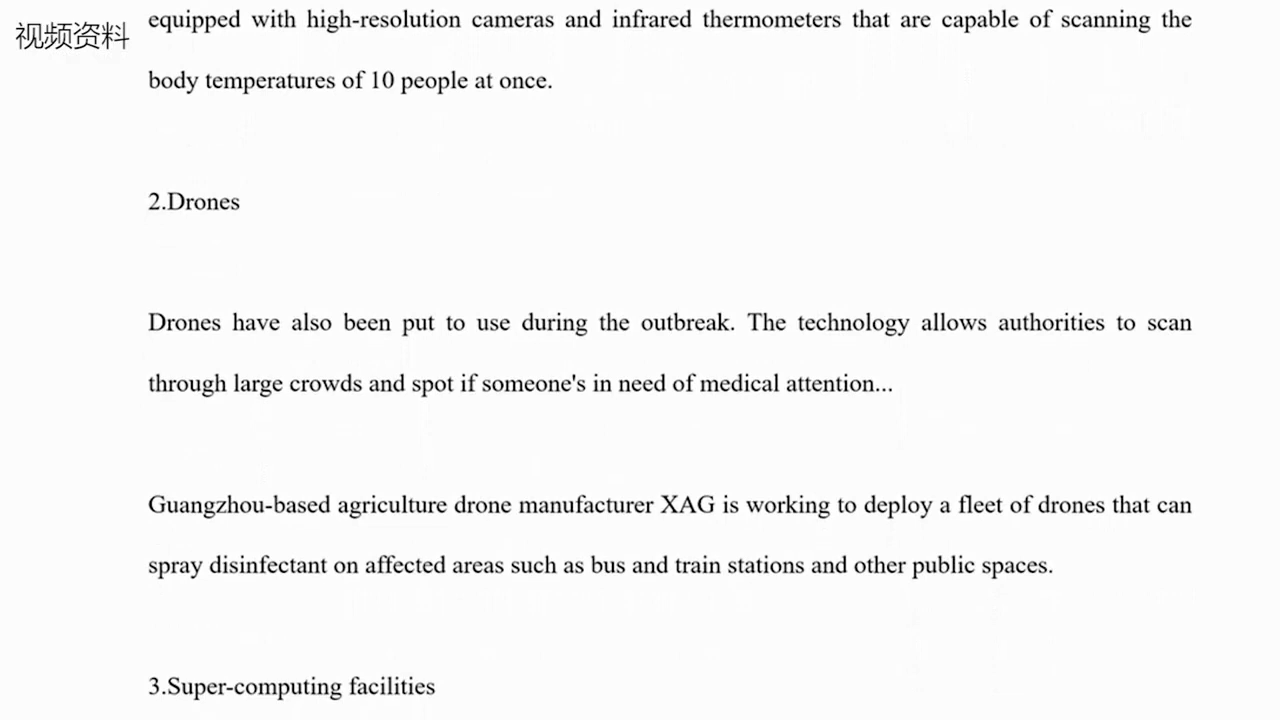 视频资料
equipped with high-resolution cameras and infrared thermometers that are capable of scanning the
body temperatures of 10 people at once.
2.Drones
Drones have also been put to use during the outbreak. The technology allows authorities to scan
through large crowds and spot if someone's in need of medical attention...
Guangzhou-based agriculture drone manufacturer XAG is working to deploy a fleet of drones that can
spray disinfectant on affected areas such as bus and train stations and other public spaces.
3.Super-computing facilities